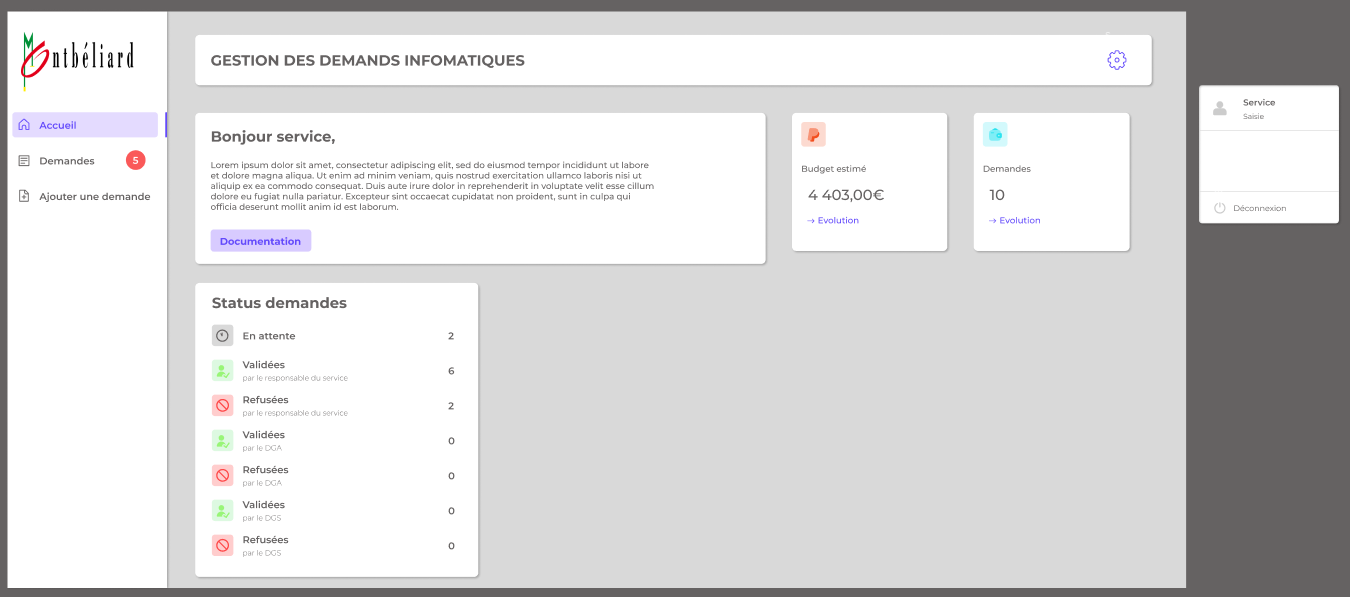 Montbéliard
Accueil
Demandes
5
Ajouter une demande
GESTION DES DEMANDS INFOMATIQUES
Bonjour service,
Lorem ipsum dolor sit amet, consectetur adipiscing elit, sed do eiusmod tempor incididunt ut labore
et dolore magna aliqua. Ut enim ad minim veniam, quis nostrud exercitation ullamco laboris nisi ut
aliquip ex ea commodo consequat. Duis aute irure dolor in reprehenderit in voluptate velit esse cillum
dolore eu fugiat nulla pariatur. Excepteur sint occaecat cupidatat non proident, sunt in culpa qui
officia deserunt mollit anim id est laborum.
Documentation
Budget estimé
4 403,00€
→ Evolution
Demandes
10
→ Evolution
Status demandes
En attente
2
Validées
par le responsable du service
6
Refusées
par le responsable du service
2
Validées
par le DGA
0
Refusées
par le DGA
0
Validées
par le DGS
0
Refusées
par le DGS
0
Service
Saisie
Déconnexion